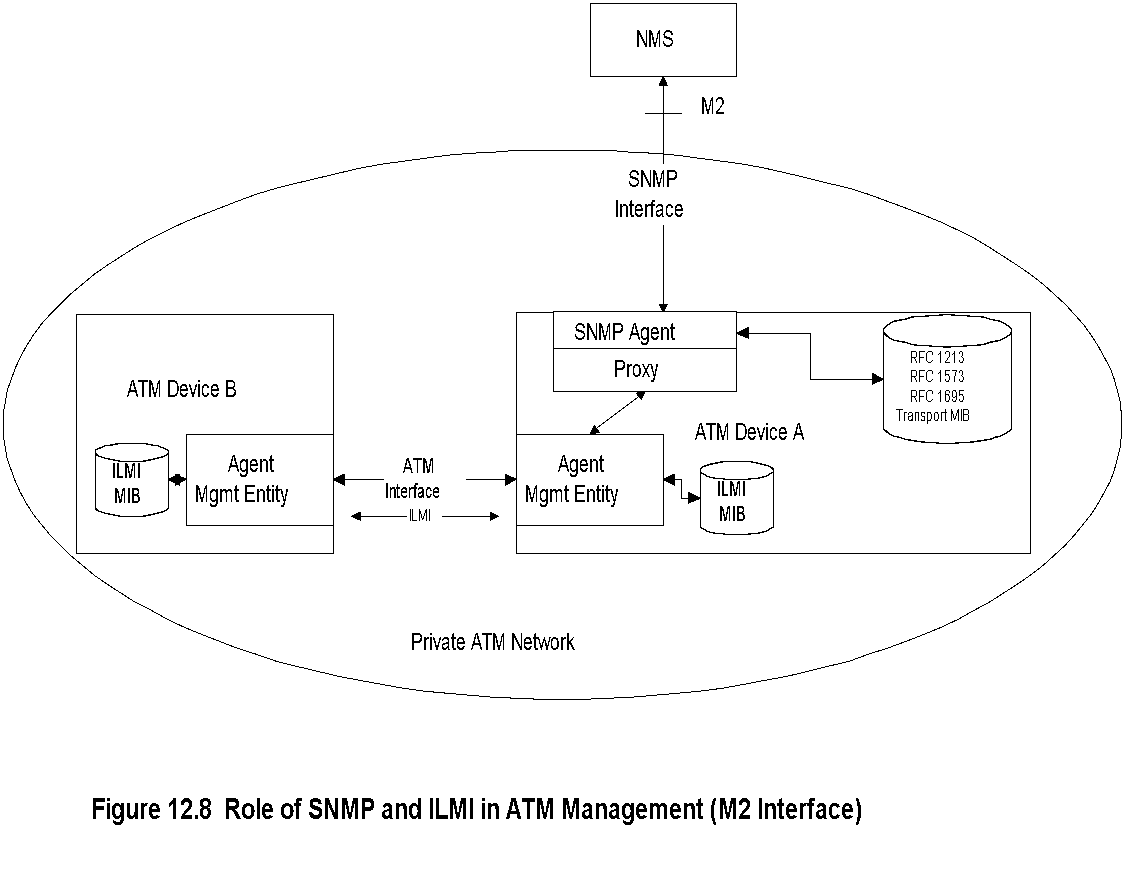 NMS
M2
SNMP
Interface
SNMP Agent
Proxy
RFC 1213
RFC 1573
RFC 1695
Transport MIB
ATM Device B
ATM Device A
ILMI
MIB
Agent
Mgmt Entity
ATM
Interface
ILMI
Agent
Mgmt Entity
ILMI
MIB
Private ATM Network
Figure 12.8 Role of SNMP and ILMI in ATM Management (M2 Interface)